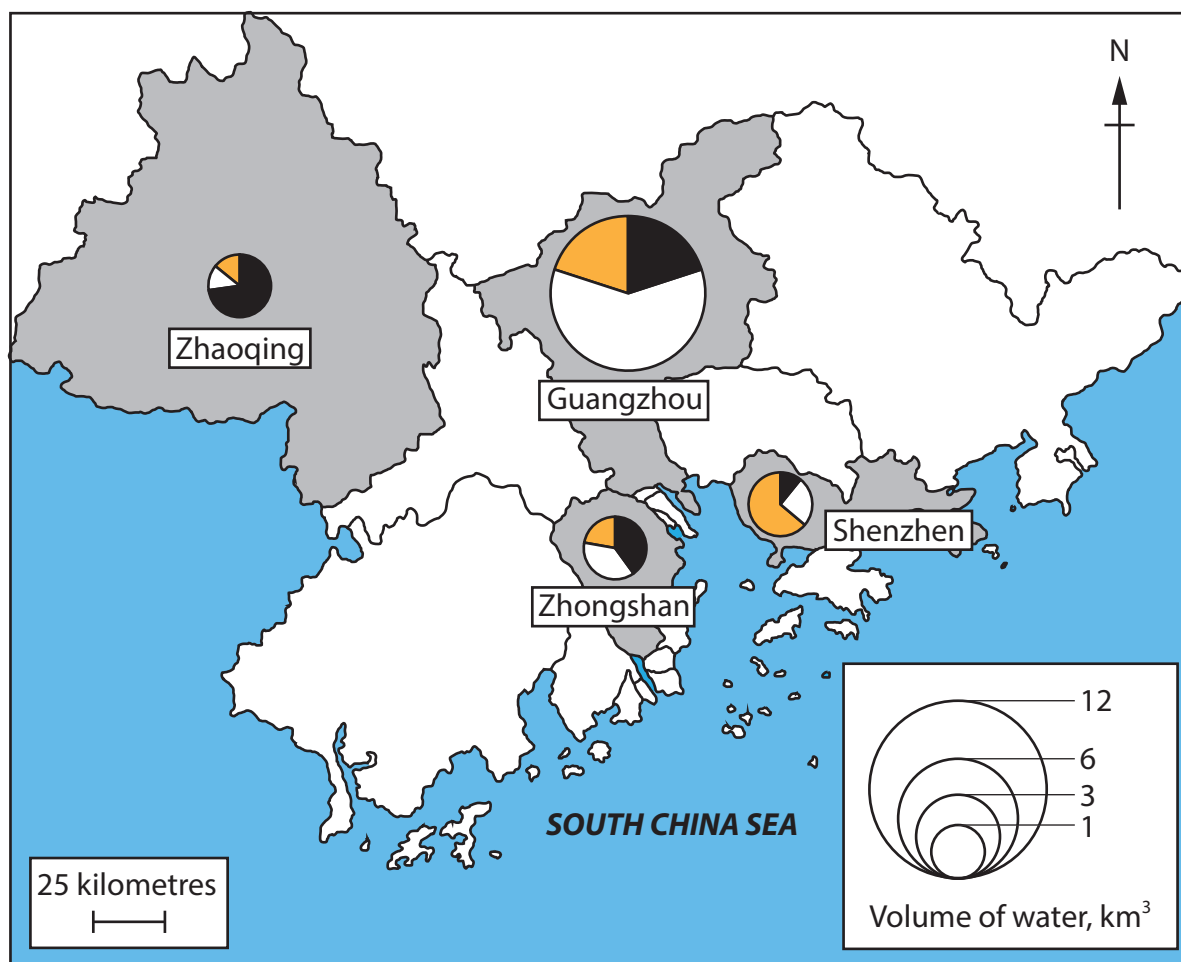 N
Zhaoqing
Guangzhou
Shenzhen
Zhongshan
SOUTH CHINA SEA
25 kilometres
12
6
3
1
Volume of water, km³